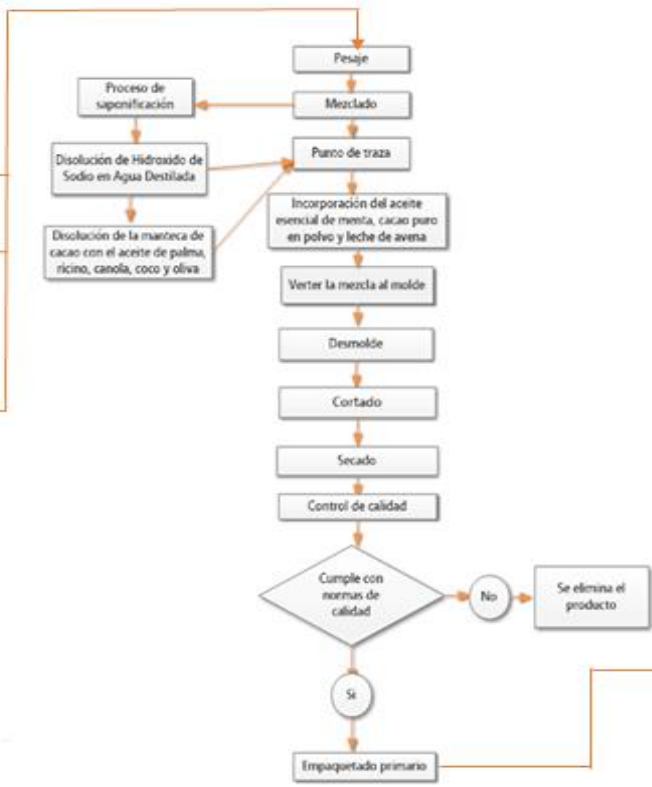 Pesaje
Proceso de
saponificación
Mezclado
Punto de traza
Disolución de Hidroxido de
Sodio en Agua Destilada
Incorporación del aceite
esencial de menta, cacao puro
en polvo y leche de avena
Disolución de la manteca de
cacao con el aceite de palma,
ricino, canola, coco y oliva
Verter la mezcla al molde
Desmolde
Cortado
Secado
Control de calidad
Cumple con
normas de
calidad
No
Se elimina el
producto
Si
Empaquetado primario